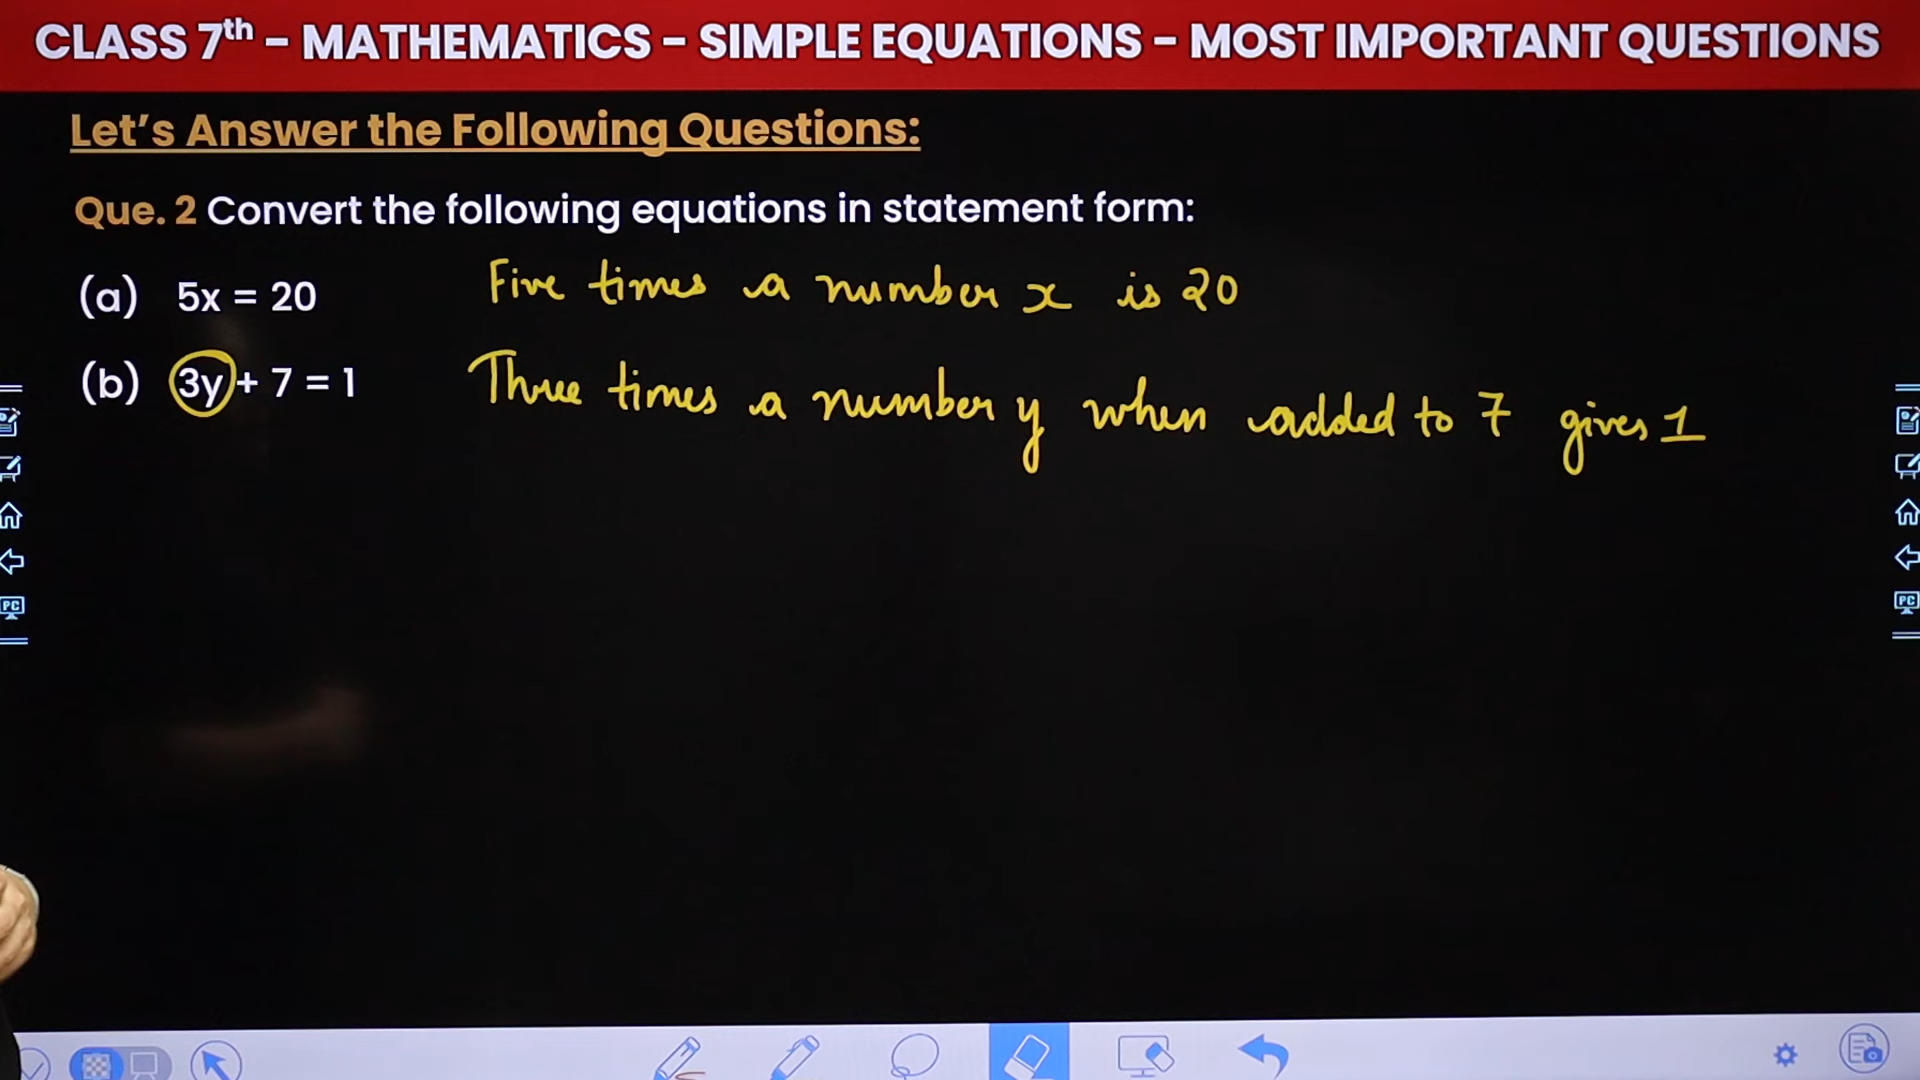 CLASS 7th - MATHEMATICS - SIMPLE EQUATIONS - MOST IMPORTANT QUESTIONS
Let's Answer the Following Questions:
Que. 2 Convert the following equations in statement form:
(a) 5x = 20 Five times a number x is 20
(b) 3y + 7 = 1 Three times a number y when added to 7 gives 1
PC PC